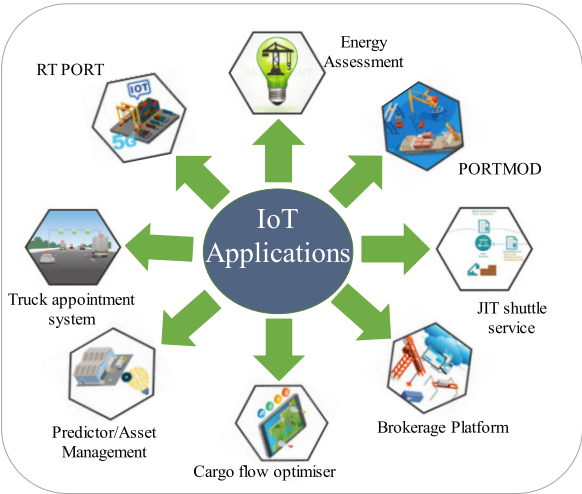 Energy
Assessment
RT PORT
IOT
5G
PORTMOD
IoT
Applications
Truck appointment
system
JIT shuttle
service
Predictor/Asset
Management
Brokerage Platform
Cargo flow optimiser